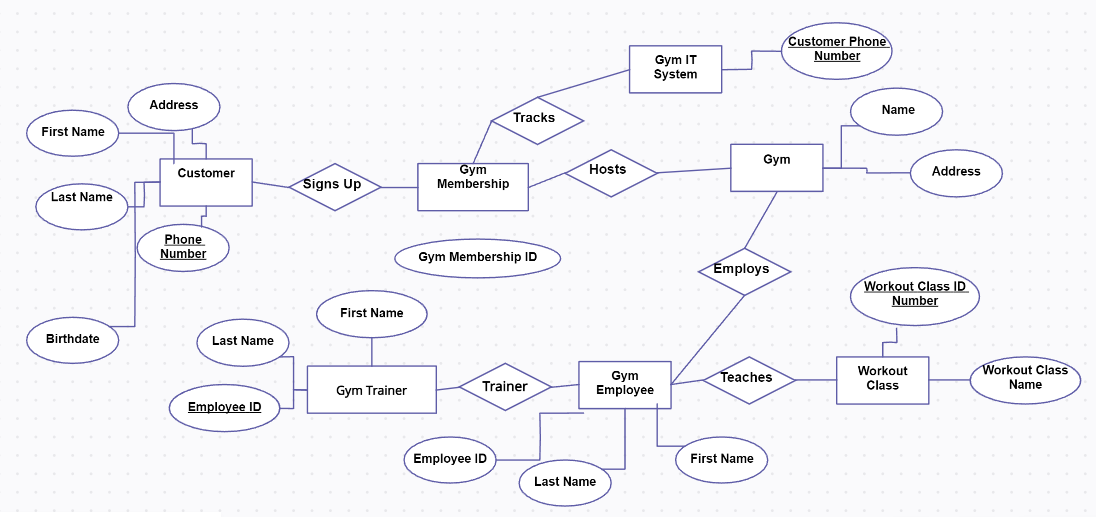 Customer Phone
Number
Gym IT
System
Address
Name
First Name
Tracks
Gym
Customer
Gym
Membership
Hosts
Address
Signs Up
Last Name
Phone
Number
Gym Membership ID
Employs
Workout Class ID
Number
First Name
Birthdate
Last Name
Gym
Employee
Teaches
Workout
Class
Workout Class
Name
Gym Trainer
Trainer
Employee ID
Employee ID
First Name
Last Name